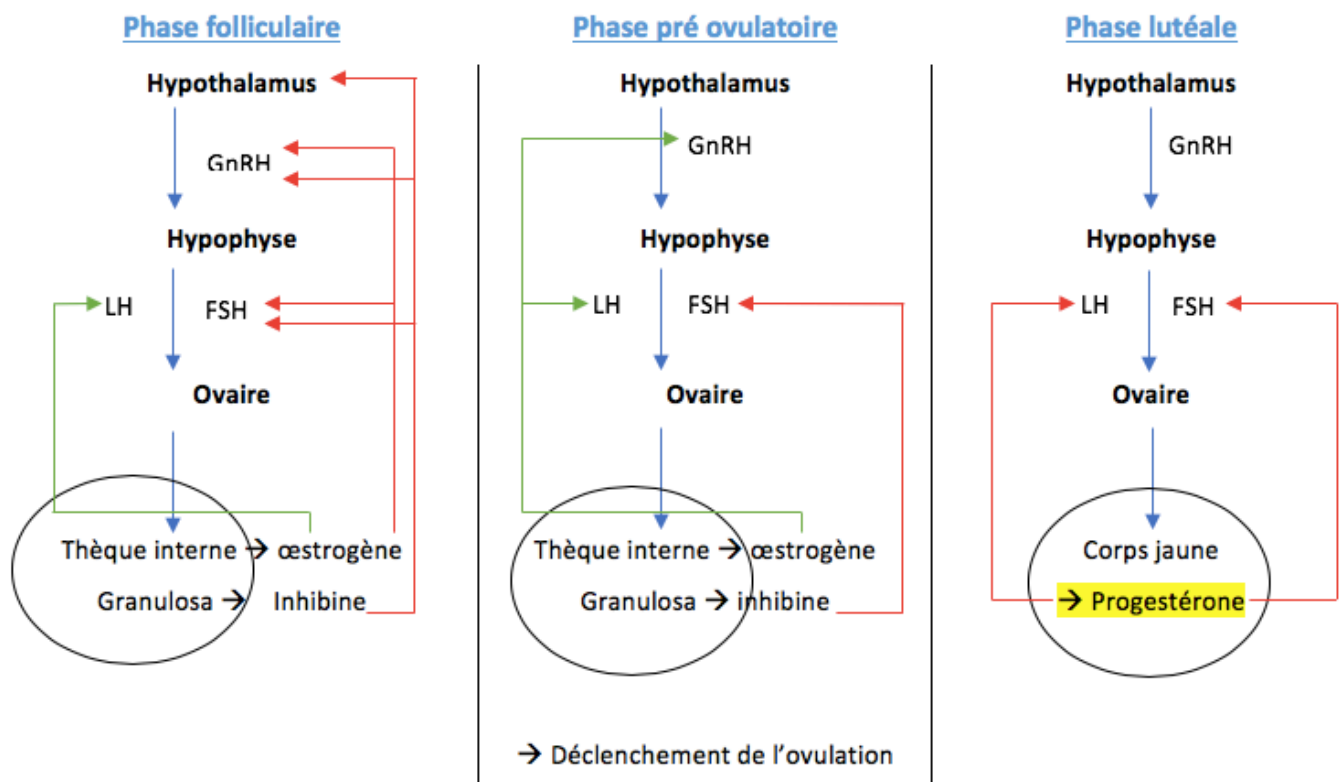 Phase folliculaire
Hypothalamus
GnRH
Hypophyse
LH
FSH
Ovaire
Thèque interne → œstrogène
Granulosa → Inhibine
Phase pré ovulatoire
Hypothalamus
GnRH
Hypophyse
LH
FSH
Ovaire
Thèque interne → œstrogène
Granulosa → inhibine
→ Déclenchement de l'ovulation
Phase lutéale
Hypothalamus
GnRH
Hypophyse
LH
FSH
Ovaire
Corps jaune
→ Progestérone